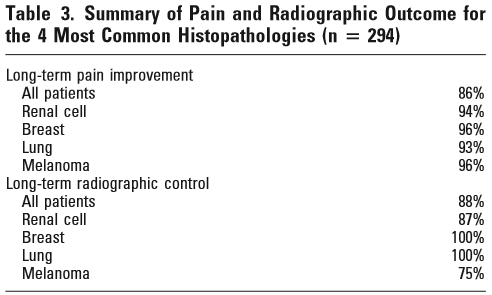 Table 3. Summary of Pain and Radiographic Outcome for
the 4 Most Common Histopathologies (n = 294)
Long-term pain improvement
All patients 86%
Renal cell 94%
Breast 96%
Lung 93%
Melanoma 96%
Long-term radiographic control
All patients 88%
Renal cell 87%
Breast 100%
Lung 100%
Melanoma 75%